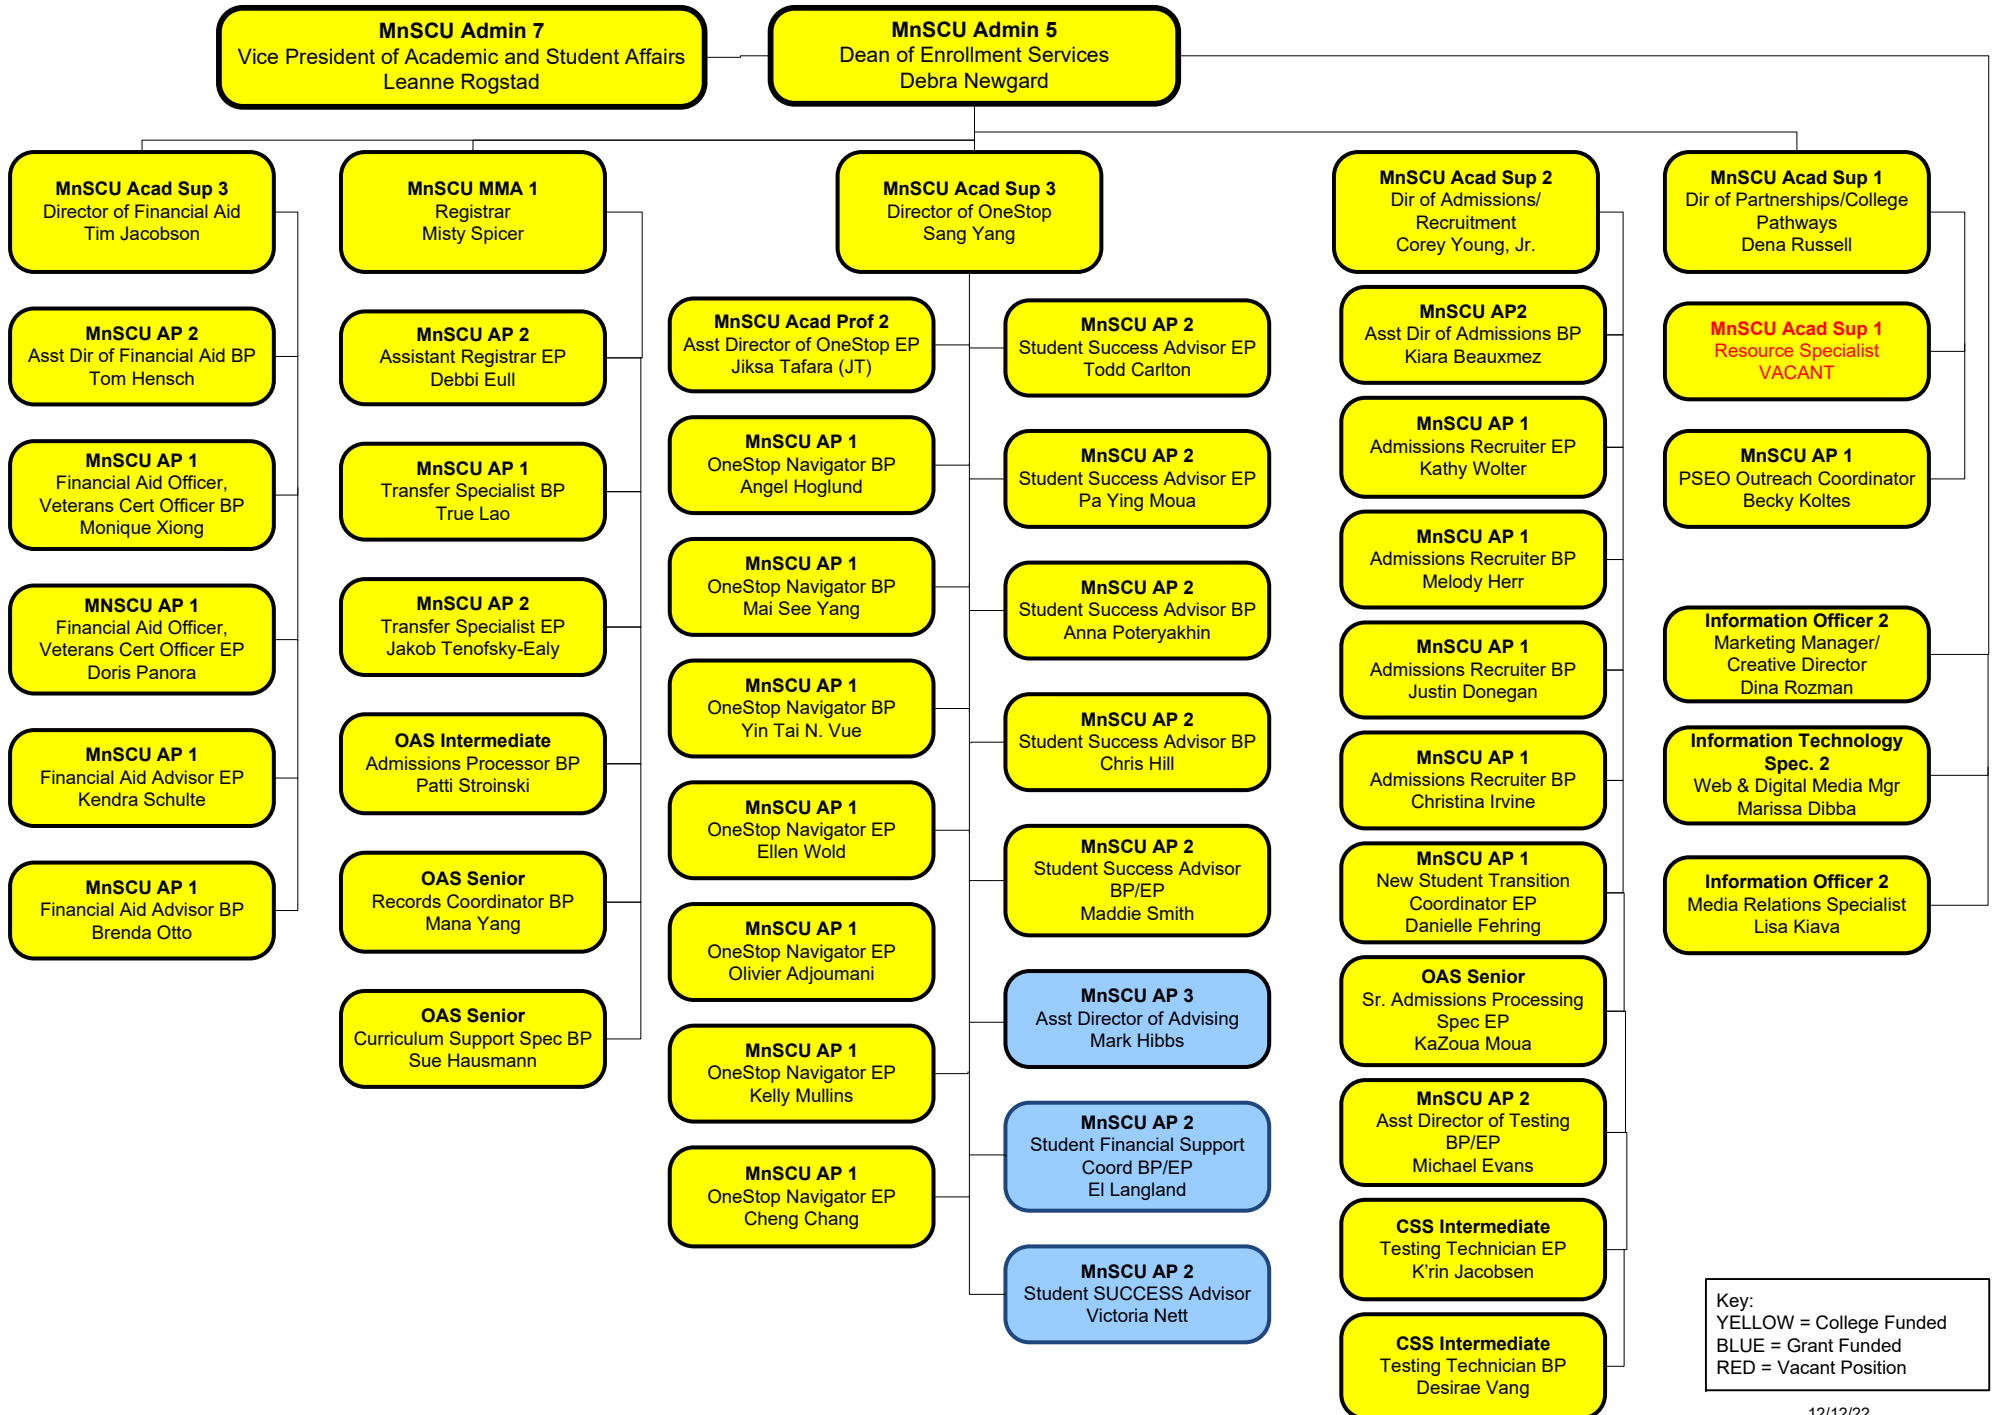 MnSCU Admin 7
Vice President of Academic and Student Affairs
Leanne Rogstad
MnSCU Admin 5
Dean of Enrollment Services
Debra Newgard
MnSCU Acad Sup 3
Director of Financial Aid
Tim Jacobson
MnSCU AP 2
Asst Dir of Financial Aid BP
Tom Hensch
MnSCU AP 1
Financial Aid Officer,
Veterans Cert Officer BP
Monique Xiong
MNSCU AP 1
Financial Aid Officer,
Veterans Cert Officer EP
Doris Panora
MnSCU AP 1
Financial Aid Advisor EP
Kendra Schulte
MnSCU AP 1
Financial Aid Advisor BP
Brenda Otto
MnSCU MMA 1
Registrar
Misty Spicer
MnSCU AP 2
Assistant Registrar EP
Debbi Eull
MnSCU AP 1
Transfer Specialist BP
True Lao
MnSCU AP 2
Transfer Specialist EP
Jakob Tenofsky-Ealy
OAS Intermediate
Admissions Processor BP
Patti Stroinski
OAS Senior
Records Coordinator BP
Mana Yang
OAS Senior
Curriculum Support Spec BP
Sue Hausmann
MnSCU Acad Sup 3
Director of OneStop
Sang Yang
MnSCU Acad Prof 2
Asst Director of OneStop EP
Jiksa Tafara (JT)
MnSCU AP 1
OneStop Navigator BP
Angel Hoglund
MnSCU AP 1
OneStop Navigator BP
Mai See Yang
MnSCU AP 1
OneStop Navigator BP
Yin Tai N. Vue
MnSCU AP 1
OneStop Navigator EP
Ellen Wold
MnSCU AP 1
OneStop Navigator EP
Olivier Adjoumani
MnSCU AP 1
OneStop Navigator EP
Kelly Mullins
MnSCU AP 1
OneStop Navigator EP
Cheng Chang
MnSCU AP 2
Student Success Advisor EP
Todd Carlton
MnSCU AP 2
Student Success Advisor EP
Pa Ying Moua
MnSCU AP 2
Student Success Advisor BP
Anna Poteryakhin
MnSCU AP 2
Student Success Advisor BP
Chris Hill
MnSCU AP 2
Student Success Advisor
BP/EP
Maddie Smith
MnSCU AP 3
Asst Director of Advising
Mark Hibbs
MnSCU AP 2
Student Financial Support
Coord BP/EP
El Langland
MnSCU AP 2
Student SUCCESS Advisor
Victoria Nett
MnSCU Acad Sup 2
Dir of Admissions/
Recruitment
Corey Young, Jr.
MnSCU AP2
Asst Dir of Admissions BP
Kiara Beauxmez
MnSCU AP 1
Admissions Recruiter EP
Kathy Wolter
MnSCU AP 1
Admissions Recruiter BP
Melody Herr
MnSCU AP 1
Admissions Recruiter BP
Justin Donegan
MnSCU AP 1
Admissions Recruiter BP
Christina Irvine
MnSCU AP 1
New Student Transition
Coordinator EP
Danielle Fehring
OAS Senior
Sr. Admissions Processing
Spec EP
KaZoua Moua
MnSCU AP 2
Asst Director of Testing
BP/EP
Michael Evans
CSS Intermediate
Testing Technician EP
K'rin Jacobsen
CSS Intermediate
Testing Technician BP
Desirae Vang
MnSCU Acad Sup 1
Dir of Partnerships/College
Pathways
Dena Russell
MnSCU Acad Sup 1
Resource Specialist
VACANT
MnSCU AP 1
PSEO Outreach Coordinator
Becky Koltes
Information Officer 2
Marketing Manager/
Creative Director
Dina Rozman
Information Technology
Spec. 2
Web & Digital Media Mgr
Marissa Dibba
Information Officer 2
Media Relations Specialist
Lisa Kiava
Key:
YELLOW = College Funded
BLUE = Grant Funded
RED = Vacant Position
12/12/22